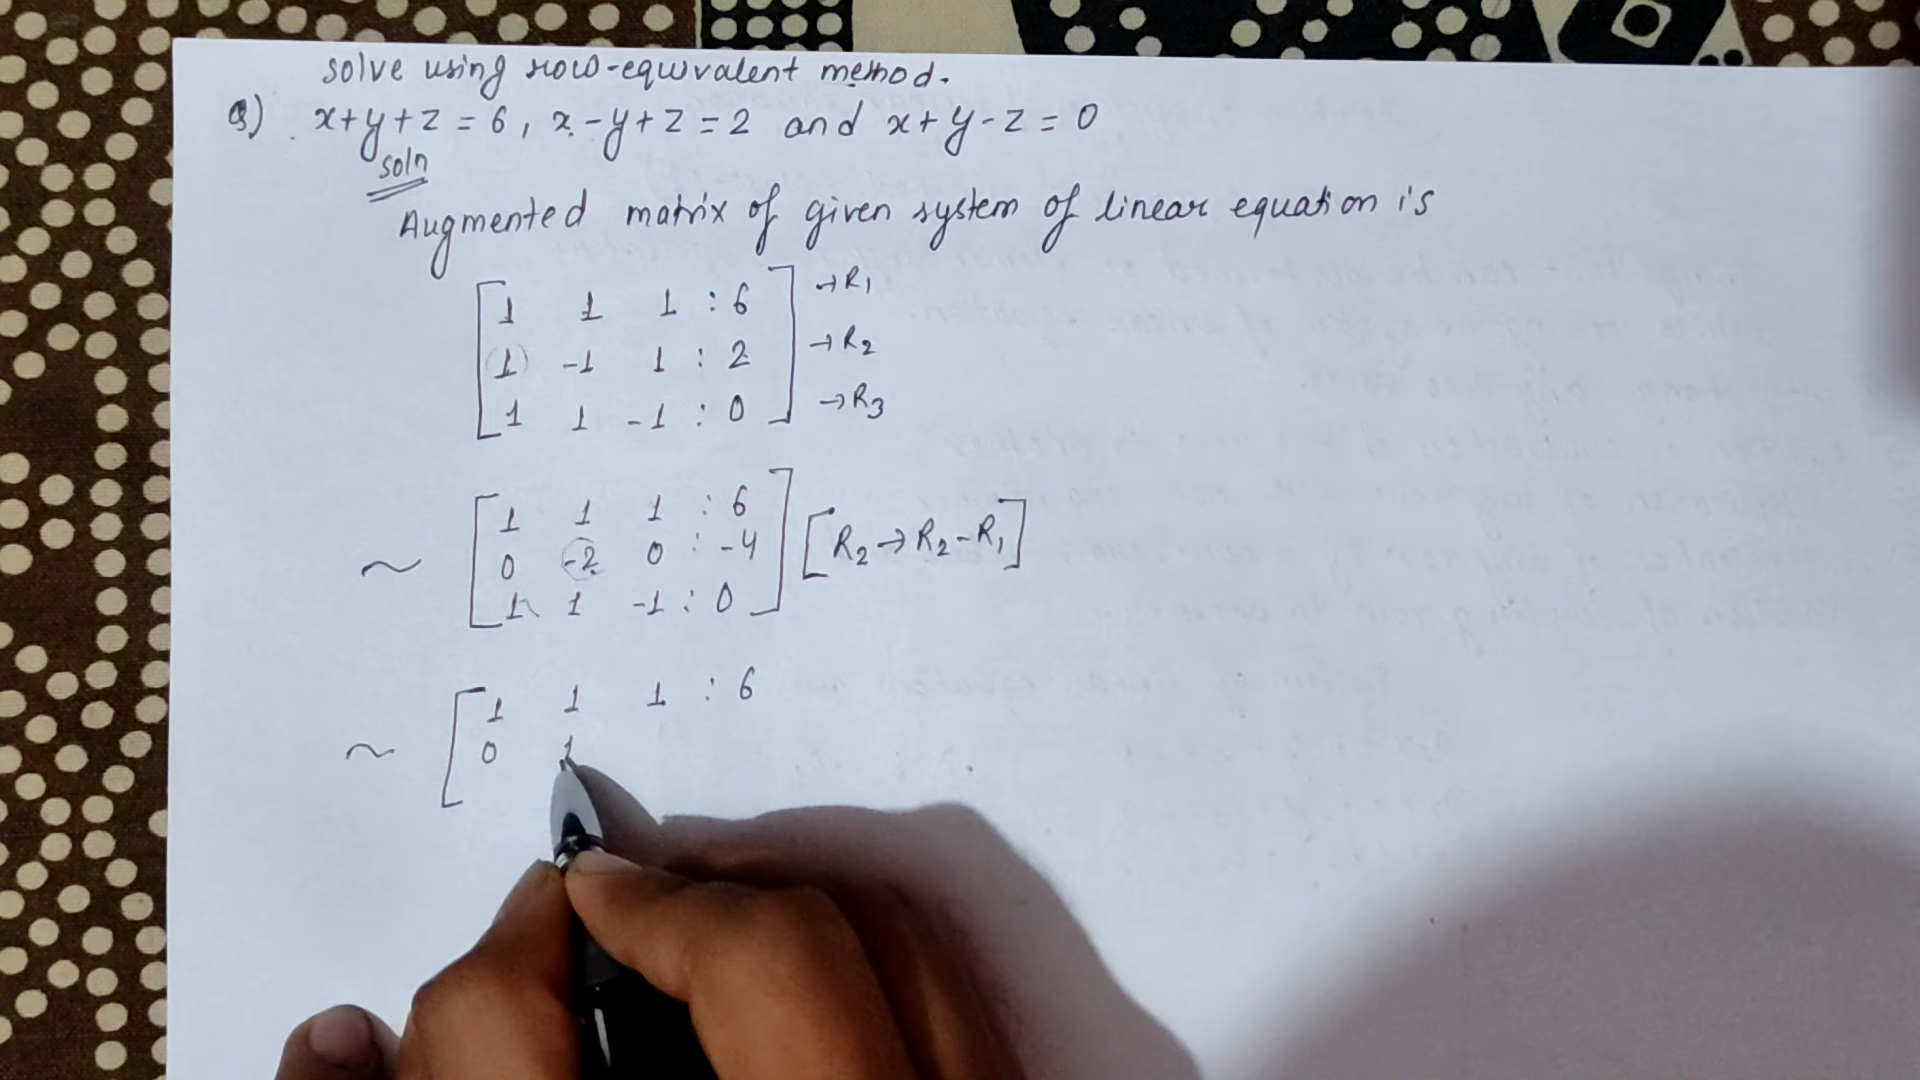 solve using row-equivalent method.
Q) x+y+z=6, x-y+z=2 and x+y-z=0
soln
Augmented matrix of given system of linear equation is
[1 1 1 : 6] →R1
[1 -1 1 : 2] →R2
[1 1 -1 : 0] →R3
[1 1 1 : 6]
~ [0 -2 0 : -4] [R2→R2-R1]
[1 1 -1 : 0]
[1 1 1 : 6
~ [0 1